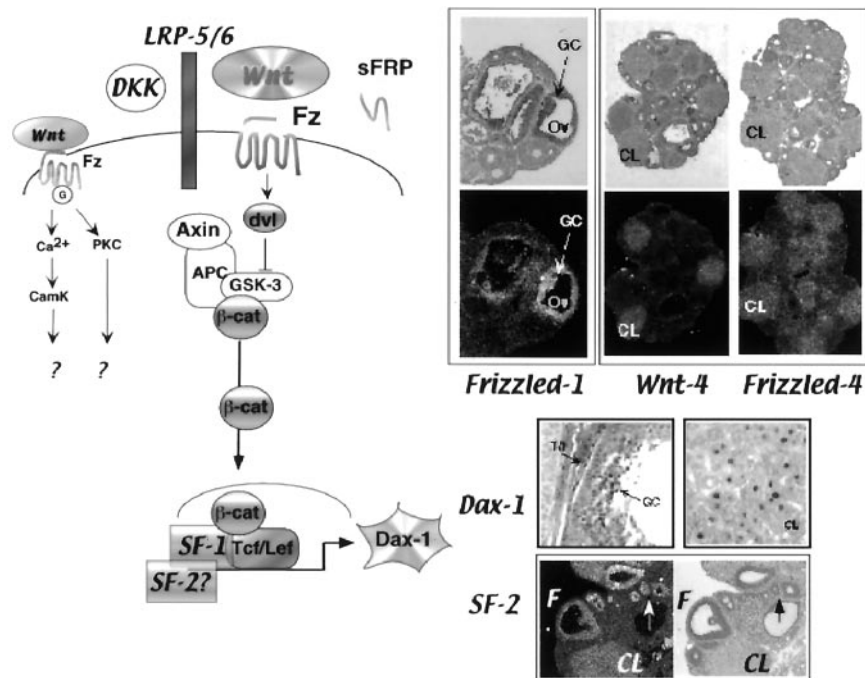 LRP-5/6
DKK
Wnt
sFRP
Fz
Wnt
Fz
G
Ca2+
PKC
CamK
?
?
dvl
Axin
APC
GSK-3
β-cat
β-cat
β-cat
SF-1
Tcf/Lef
SF-2?
Dax-1
GC
Ov
CL
CL
GC
Ov
CL
CL
Frizzled-1
Wnt-4
Frizzled-4
Dax-1
GC
CL
SF-2
F
CL
F
CL